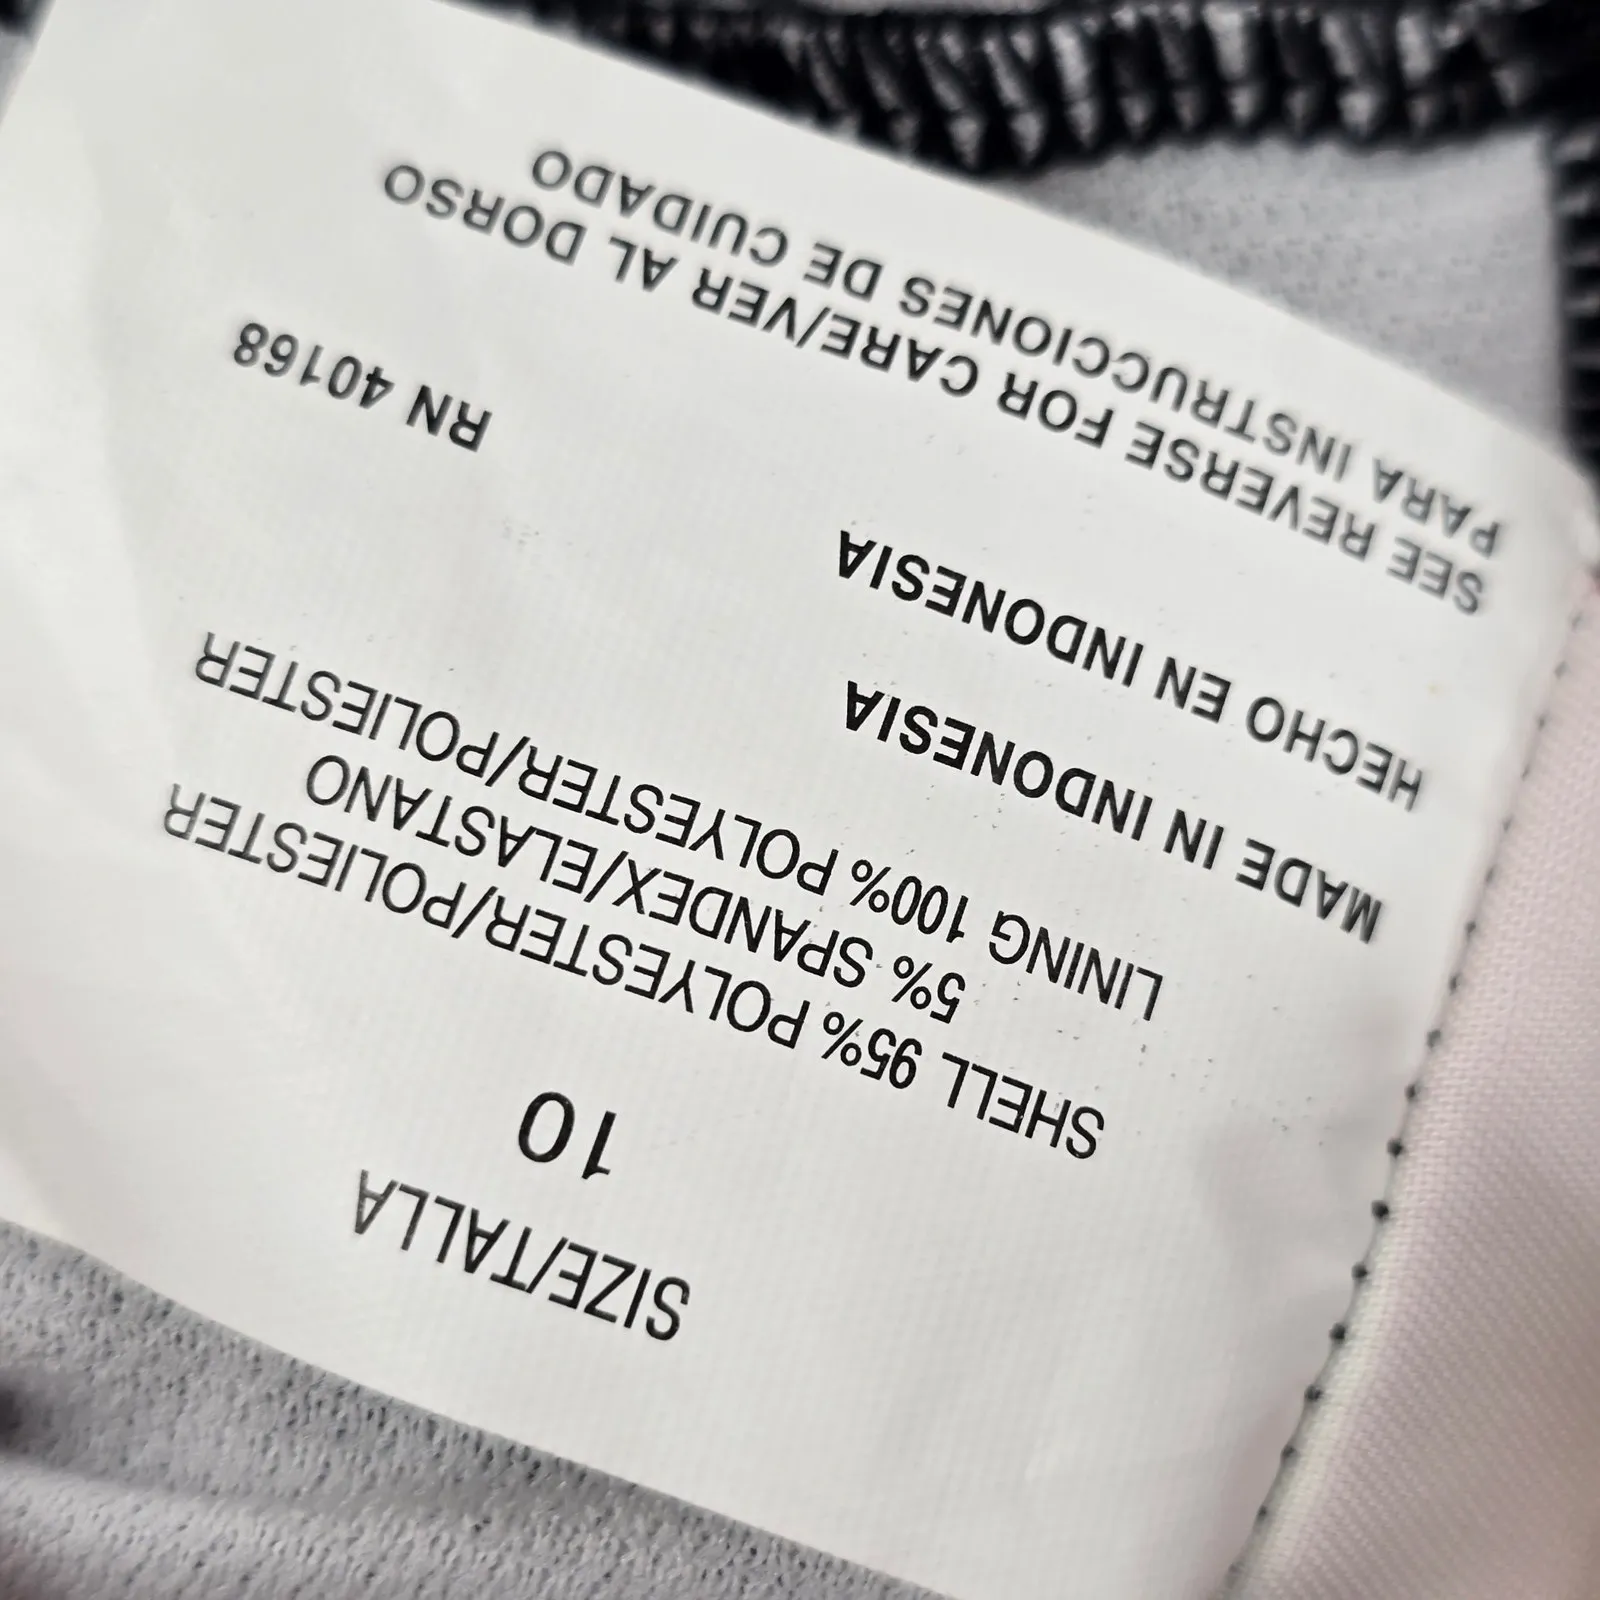 SIZE/TALLA
10
SHELL 95% POLYESTER/POLIESTER
5% SPANDEX/ELASTANO
LINING 100% POLYESTER/POLIESTER
MADE IN INDONESIA
HECHO EN INDONESIA
RN 40168
SEE REVERSE FOR CARE/VER AL DORSO
PARA INSTRUCCIONES DE CUIDADO